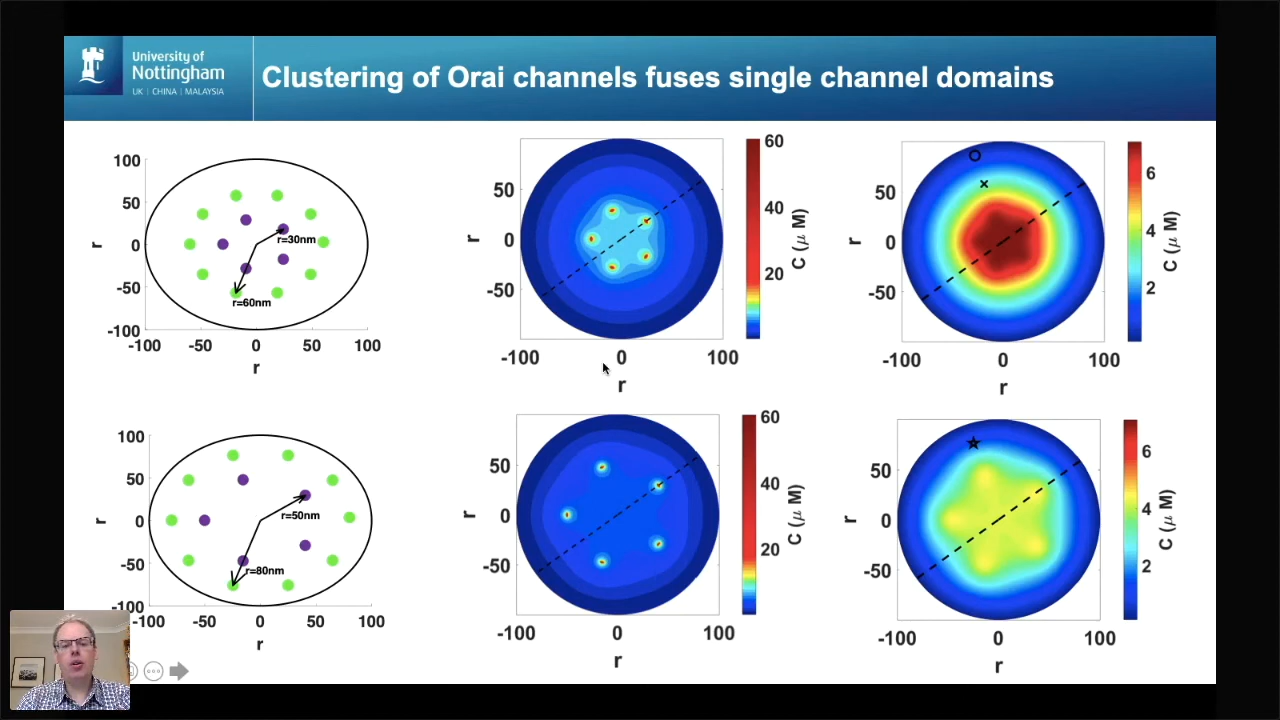 University of
Nottingham
UK | CHINA | MALAYSIA
Clustering of Orai channels fuses single channel domains
100
50
0
-50
-100
r
r=30nm
r=60nm
-100 -50 0 50 100
r
50
0
-50
r
-100 0 100
r
60
40
20
C (μ M)
50
0
-50
r
-100 0 100
r
6
4
2
C (μ M)
100
50
0
-50
-100
r
r=50nm
r=80nm
-100 -50 0 50 100
r
50
0
-50
r
-100 0 100
r
60
40
20
C (μ M)
50
0
-50
r
-100 0 100
r
6
4
2
C (μ M)